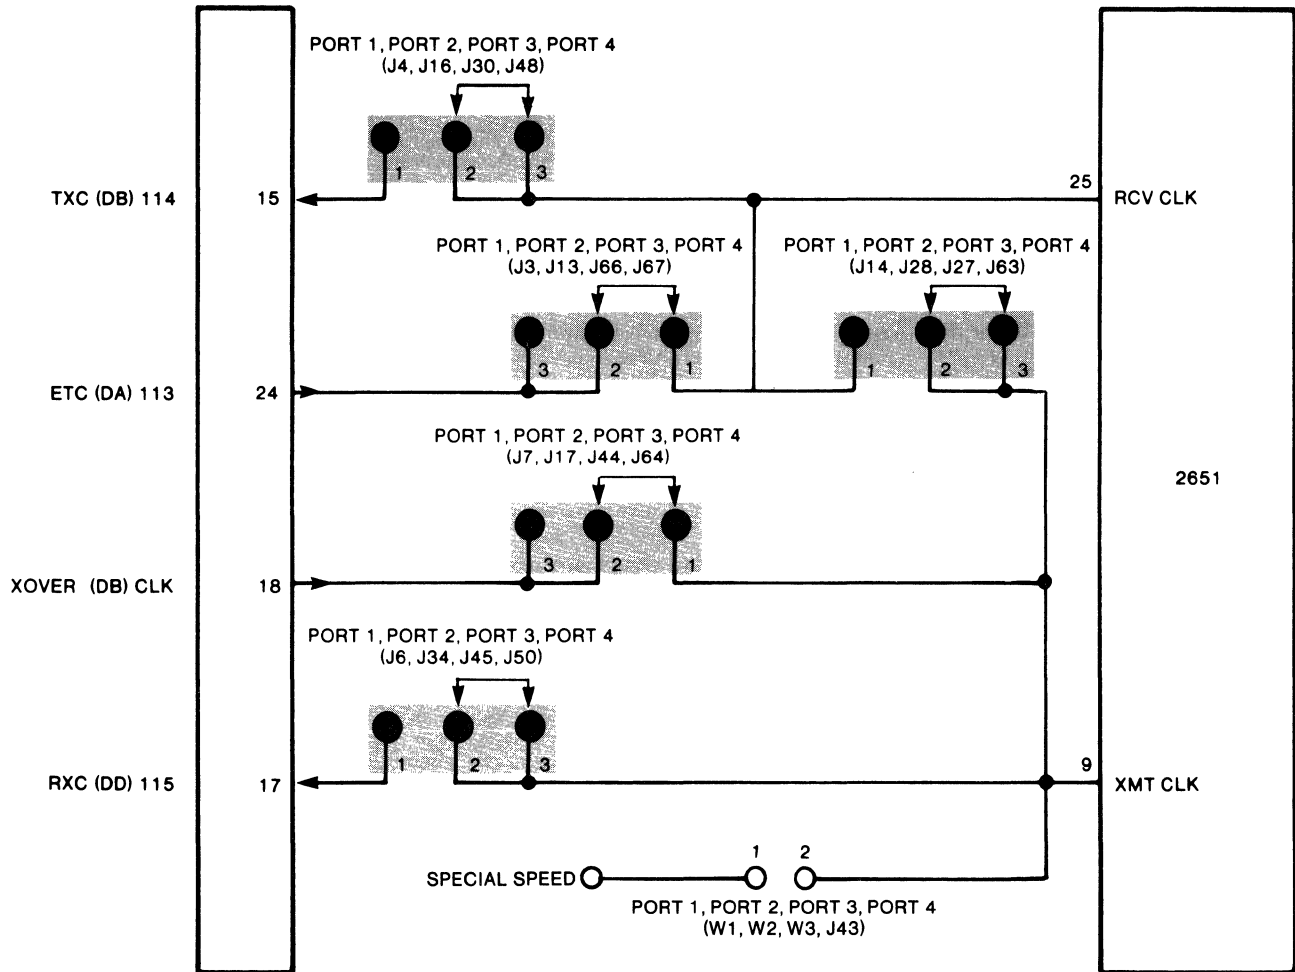 PORT 1, PORT 2, PORT 3, PORT 4
(J4, J16, J30, J48)
1 2 3
TXC (DB) 114 15 25 RCV CLK
PORT 1, PORT 2, PORT 3, PORT 4
(J3, J13, J66, J67)
PORT 1, PORT 2, PORT 3, PORT 4
(J14, J28, J27, J63)
3 2 1
1 2 3
ETC (DA) 113 24
PORT 1, PORT 2, PORT 3, PORT 4
(J7, J17, J44, J64)
2651
3 2 1
XOVER (DB) CLK 18
PORT 1, PORT 2, PORT 3, PORT 4
(J6, J34, J45, J50)
1 2 3
RXC (DD) 115 17 9 XMT CLK
1 2
SPECIAL SPEED
PORT 1, PORT 2, PORT 3, PORT 4
(W1, W2, W3, J43)